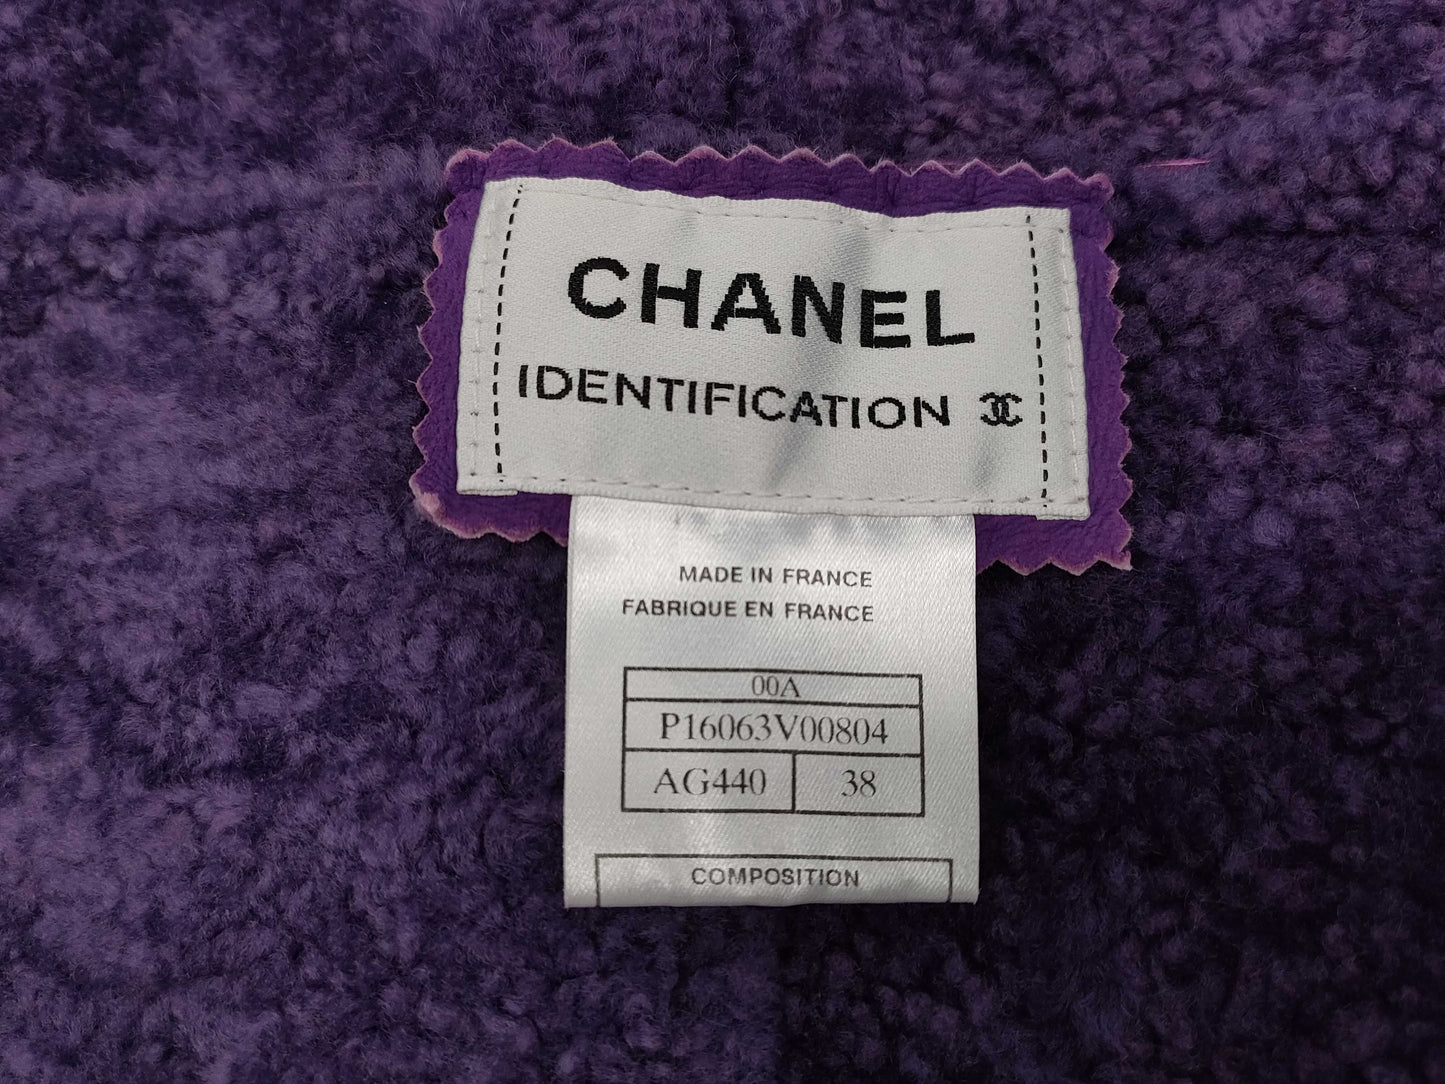 CHANEL
IDENTIFICATION
MADE IN FRANCE
FABRIQUE EN FRANCE
00A
P16063V00804
AG440 38
COMPOSITION